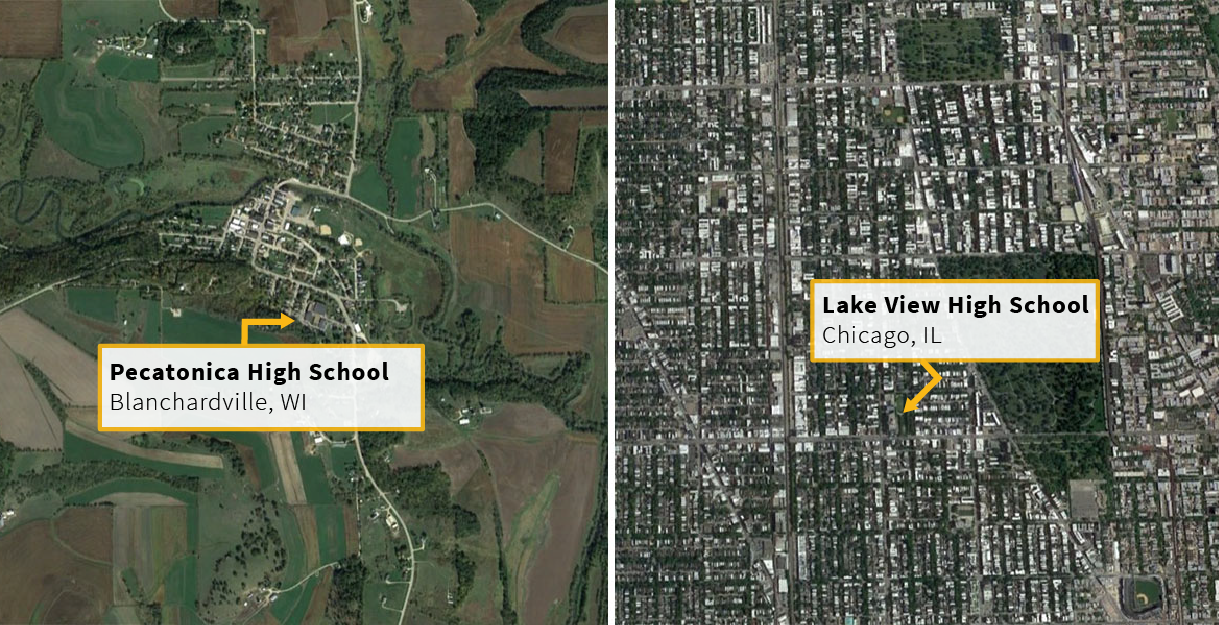 Pecatonica High School
Blanchardville, WI
Lake View High School
Chicago, IL